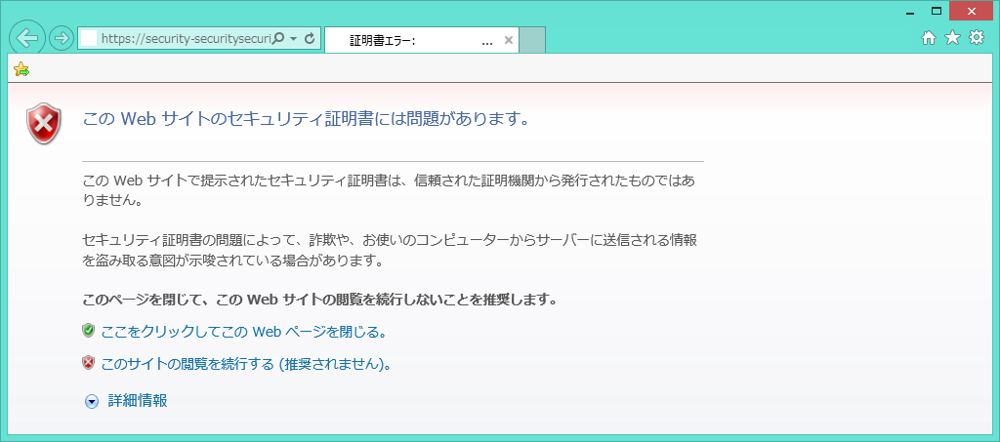 https://security-securitysecuri
証明書エラー: ...
この Web サイトのセキュリティ証明書には問題があります。
この Web サイトで提示されたセキュリティ証明書は、信頼された証明機関から発行されたものではあ
りません。
セキュリティ証明書の問題によって、詐欺や、お使いのコンピューターからサーバーに送信される情報
を盗み取る意図が示唆されている場合があります。
このページを閉じて、この Web サイトの閲覧を続行しないことを推奨します。
ここをクリックしてこの Web ページを閉じる。
このサイトの閲覧を続行する (推奨されません)。
詳細情報